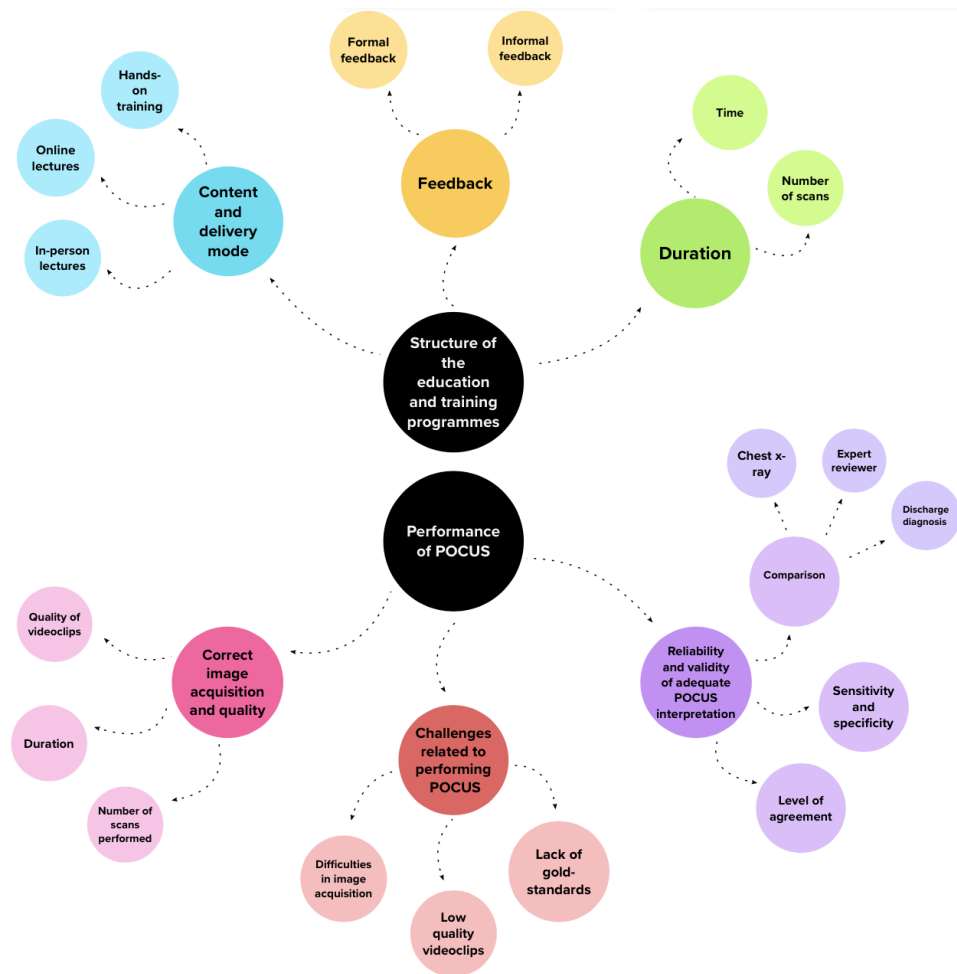 Formal
feedback
Informal
feedback
Hands-
on
training
Online
lectures
In-person
lectures
Content
and
delivery
mode
Feedback
Time
Number
of scans
Duration
Structure of
the
education
and training
programmes
Performance
of POCUS
Chest x-
ray
Expert
reviewer
Discharge
diagnosis
Comparison
Reliability
and validity
of adequate
POCUS
interpretation
Sensitivity
and
specificity
Level of
agreement
Quality of
videoclips
Duration
Number of
scans
performed
Correct
image
acquisition
and quality
Challenges
related to
performing
POCUS
Difficulties
in image
acquisition
Low
quality
videoclips
Lack of
gold-
standards